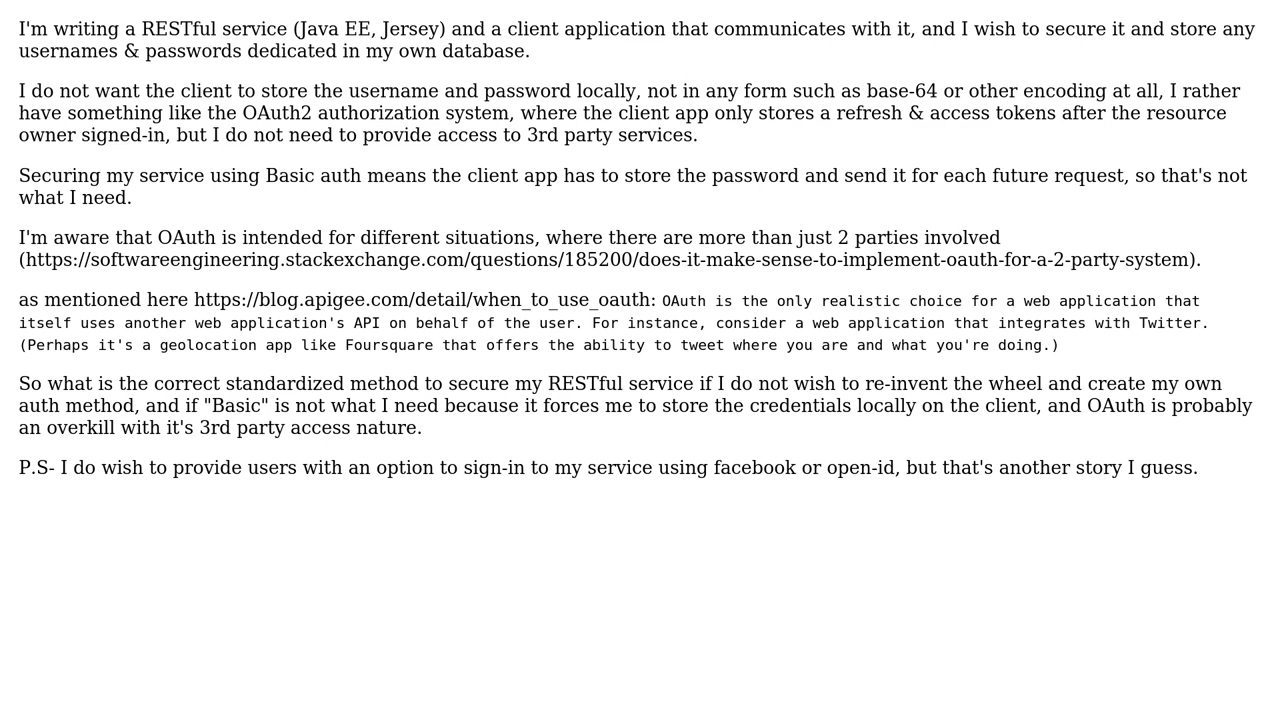 I'm writing a RESTful service (Java EE, Jersey) and a client application that communicates with it, and I wish to secure it and store any
usernames & passwords dedicated in my own database.
I do not want the client to store the username and password locally, not in any form such as base-64 or other encoding at all, I rather
have something like the OAuth2 authorization system, where the client app only stores a refresh & access tokens after the resource
owner signed-in, but I do not need to provide access to 3rd party services.
Securing my service using Basic auth means the client app has to store the password and send it for each future request, so that's not
what I need.
I'm aware that OAuth is intended for different situations, where there are more than just 2 parties involved
(https://softwareengineering.stackexchange.com/questions/185200/does-it-make-sense-to-implement-oauth-for-a-2-party-system).
as mentioned here https://blog.apigee.com/detail/when_to_use_oauth: OAuth is the only realistic choice for a web application that
itself uses another web application's API on behalf of the user. For instance, consider a web application that integrates with Twitter.
(Perhaps it's a geolocation app like Foursquare that offers the ability to tweet where you are and what you're doing.)
So what is the correct standardized method to secure my RESTful service if I do not wish to re-invent the wheel and create my own
auth method, and if "Basic" is not what I need because it forces me to store the credentials locally on the client, and OAuth is probably
an overkill with it's 3rd party access nature.
P.S- I do wish to provide users with an option to sign-in to my service using facebook or open-id, but that's another story I guess.